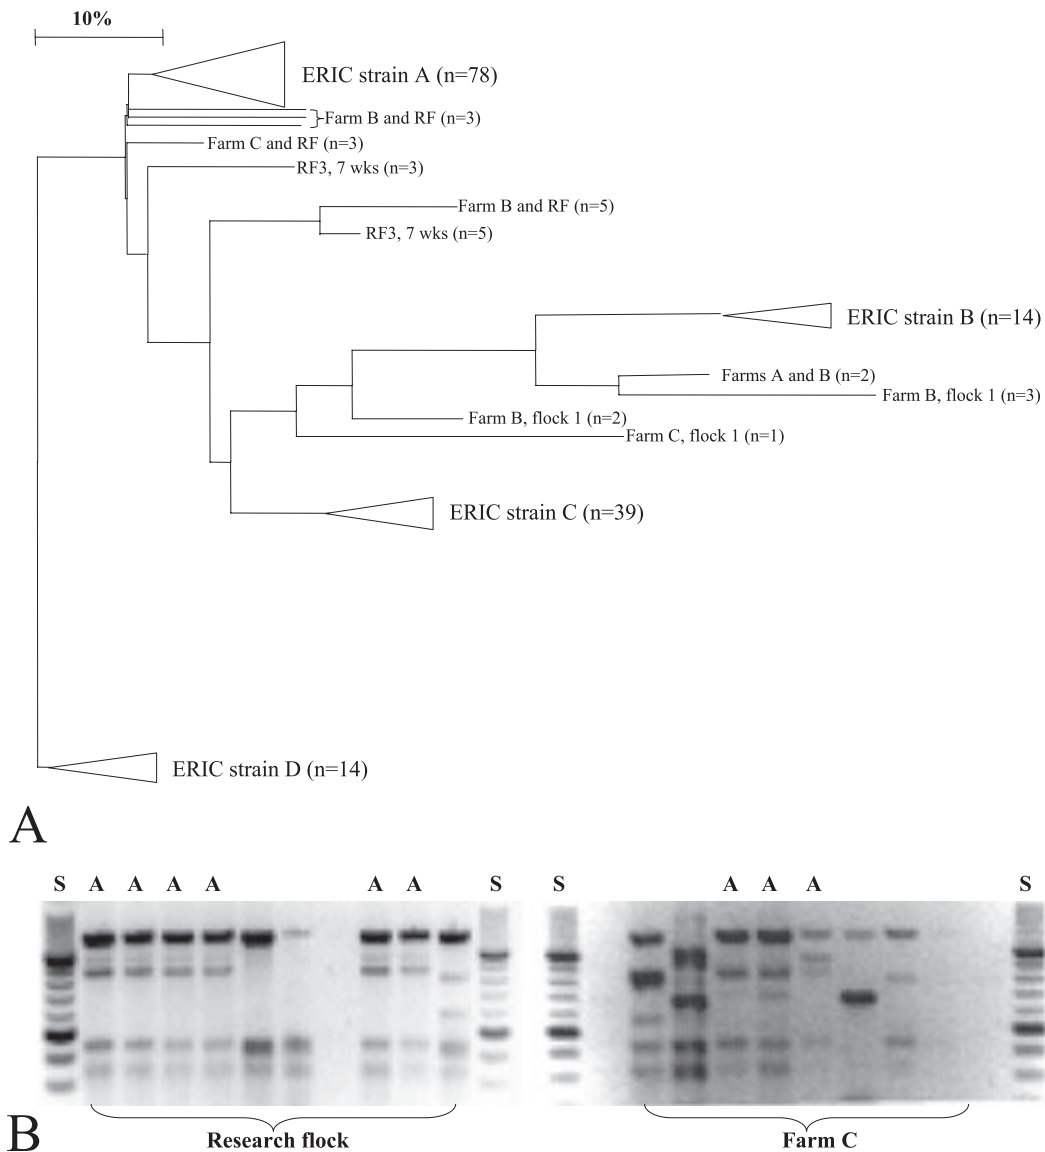 10%
ERIC strain A (n=78)
Farm B and RF (n=3)
Farm C and RF (n=3)
RF3, 7 wks (n=3)
Farm B and RF (n=5)
RF3, 7 wks (n=5)
ERIC strain B (n=14)
Farms A and B (n=2)
Farm B, flock 1 (n=3)
Farm B, flock 1 (n=2)
Farm C, flock 1 (n=1)
ERIC strain C (n=39)
ERIC strain D (n=14)
A
S A A A A A A S S A A A S
B
Research flock Farm C